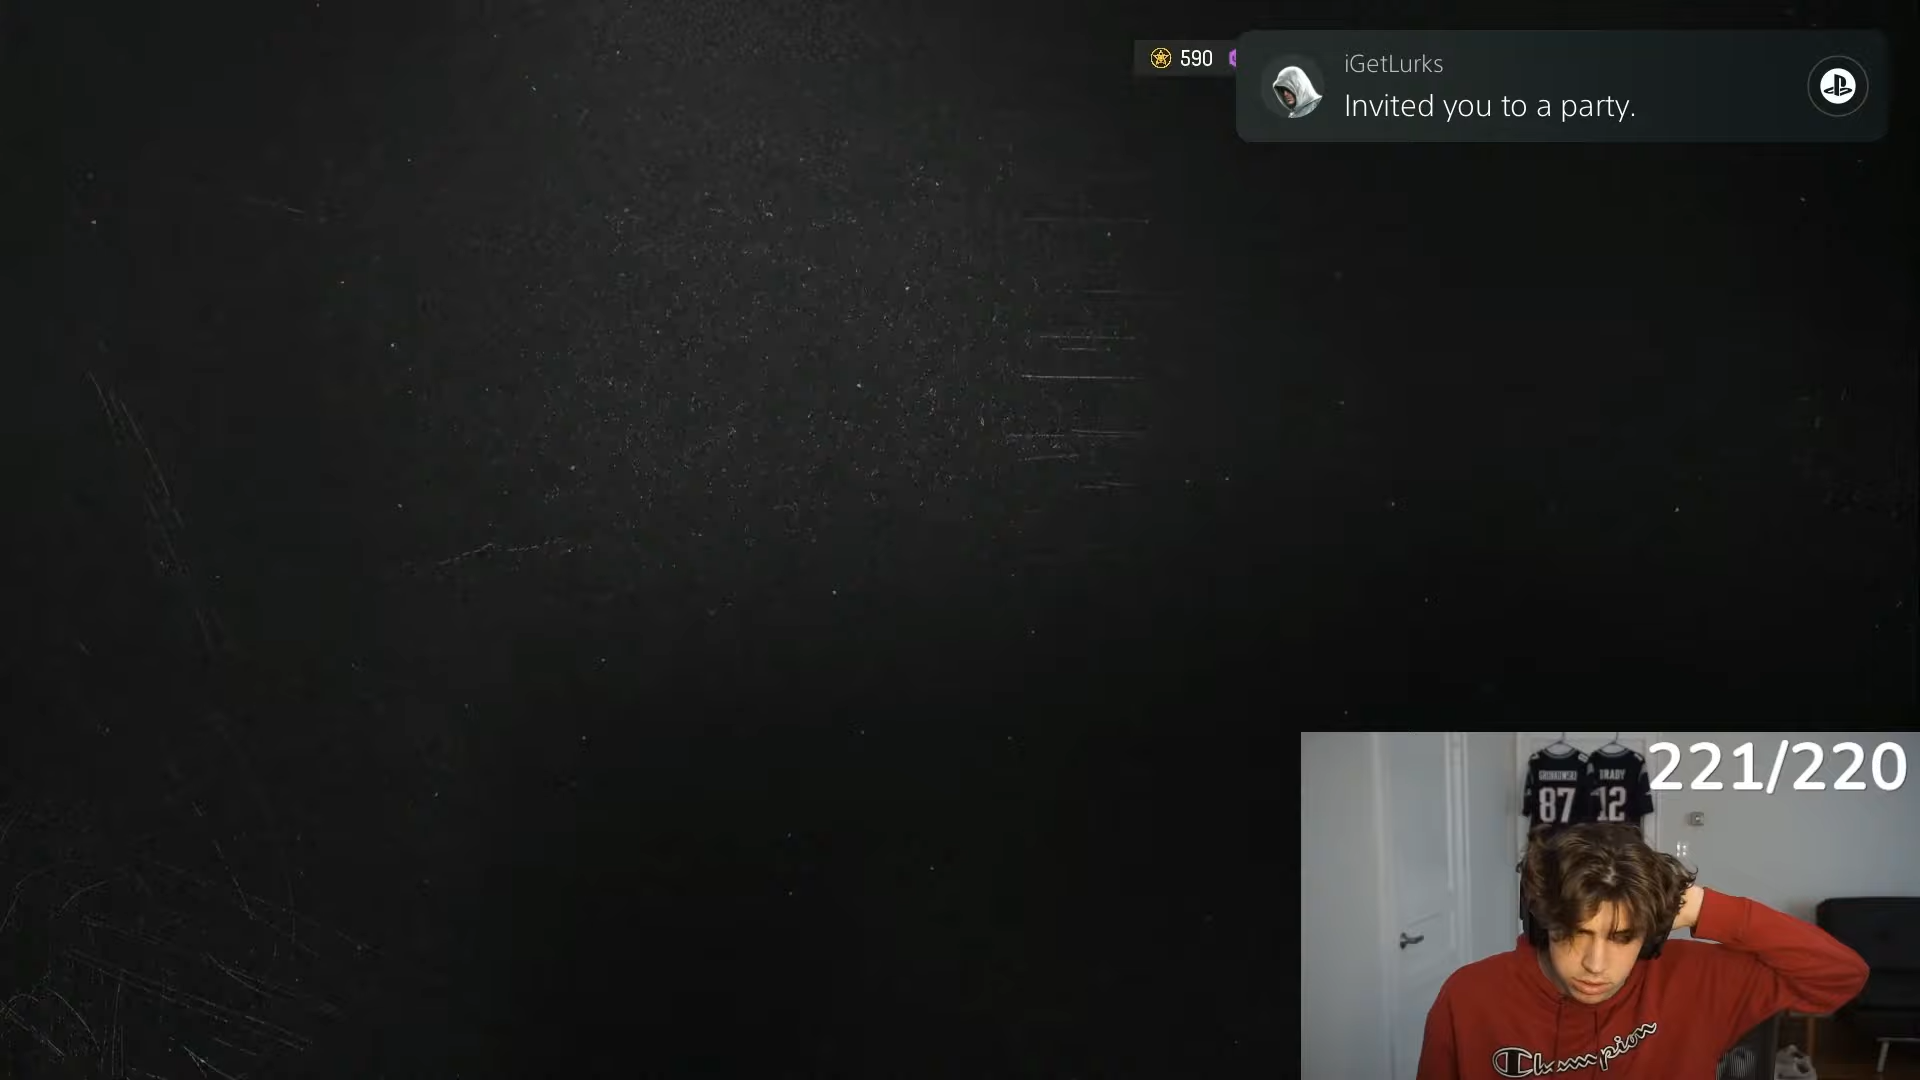 590
iGetLurks
Invited you to a party.
221/220
GRONKOWSKI
87
BRADY
12
Champion